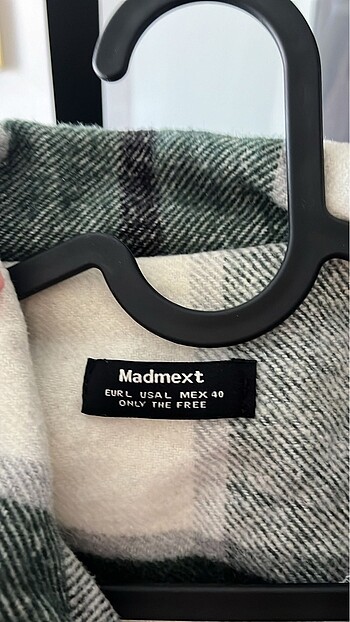 Madmext
EUR L USA L MEX 40
ONLY THE FREE